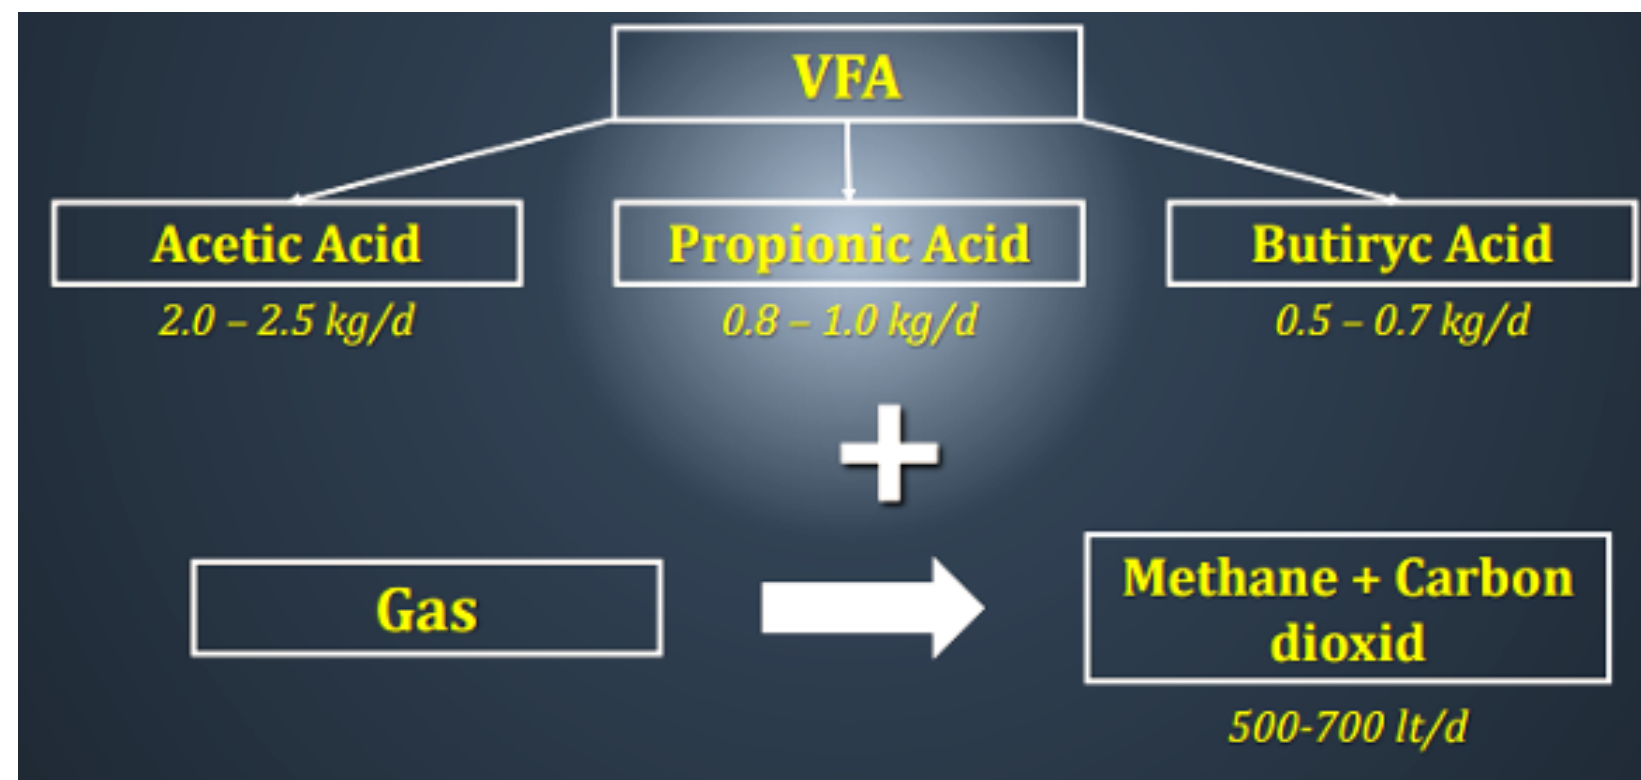 VFA
Acetic Acid
Propionic Acid
Butiryc Acid
2.0 – 2.5 kg/d
0.8 – 1.0 kg/d
0.5 – 0.7 kg/d
+
Gas
Methane + Carbon
dioxid
500-700 lt/d